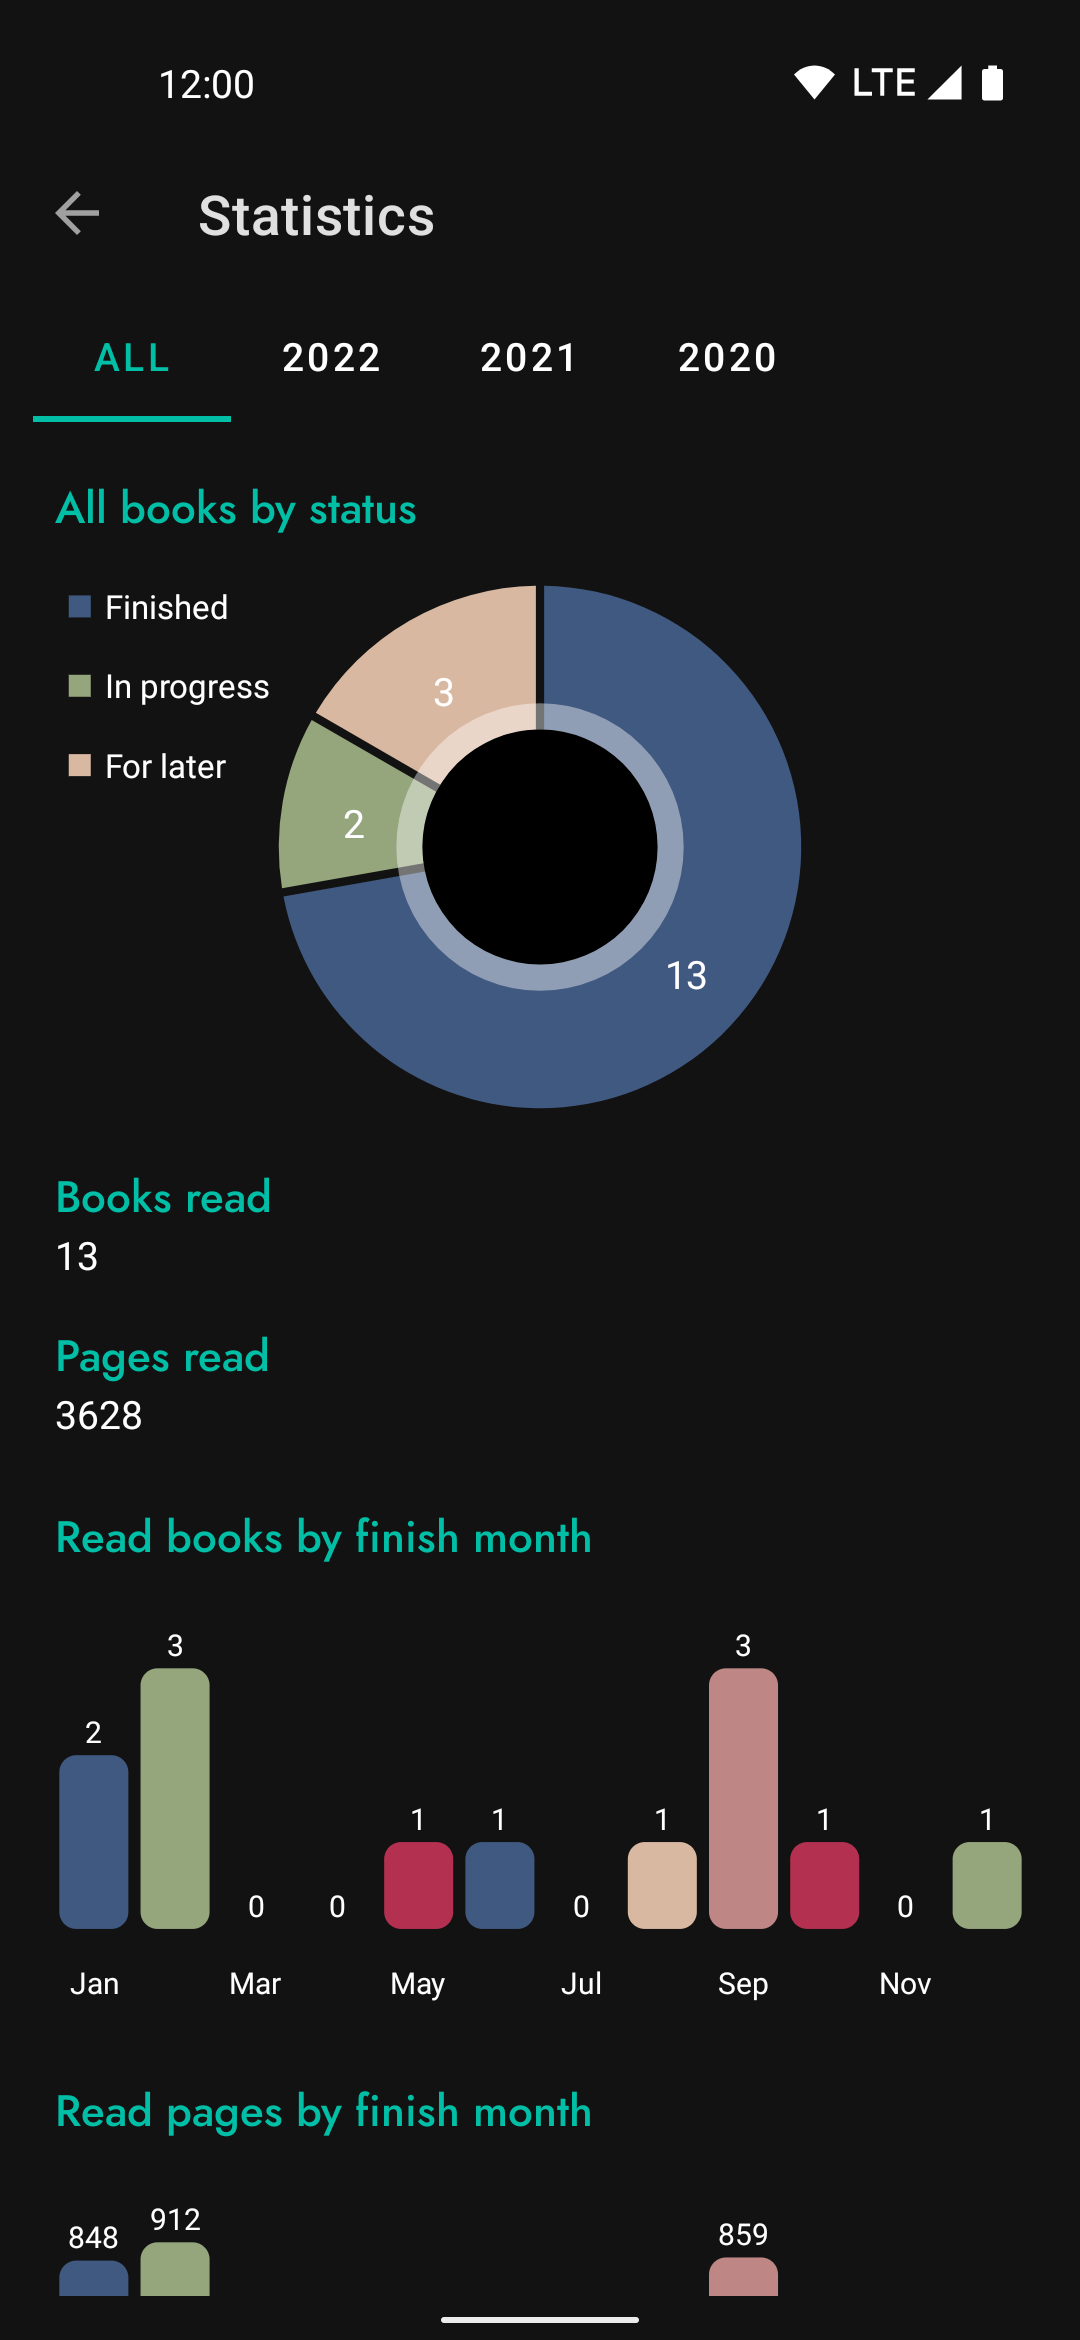 12:00 LTE
Statistics
ALL 2022 2021 2020
All books by status
Finished
In progress
For later
3
2
13
Books read
13
Pages read
3628
Read books by finish month
2 3 0 0 1 1 0 1 3 1 0 1
Jan Mar May Jul Sep Nov
Read pages by finish month
848 912 859